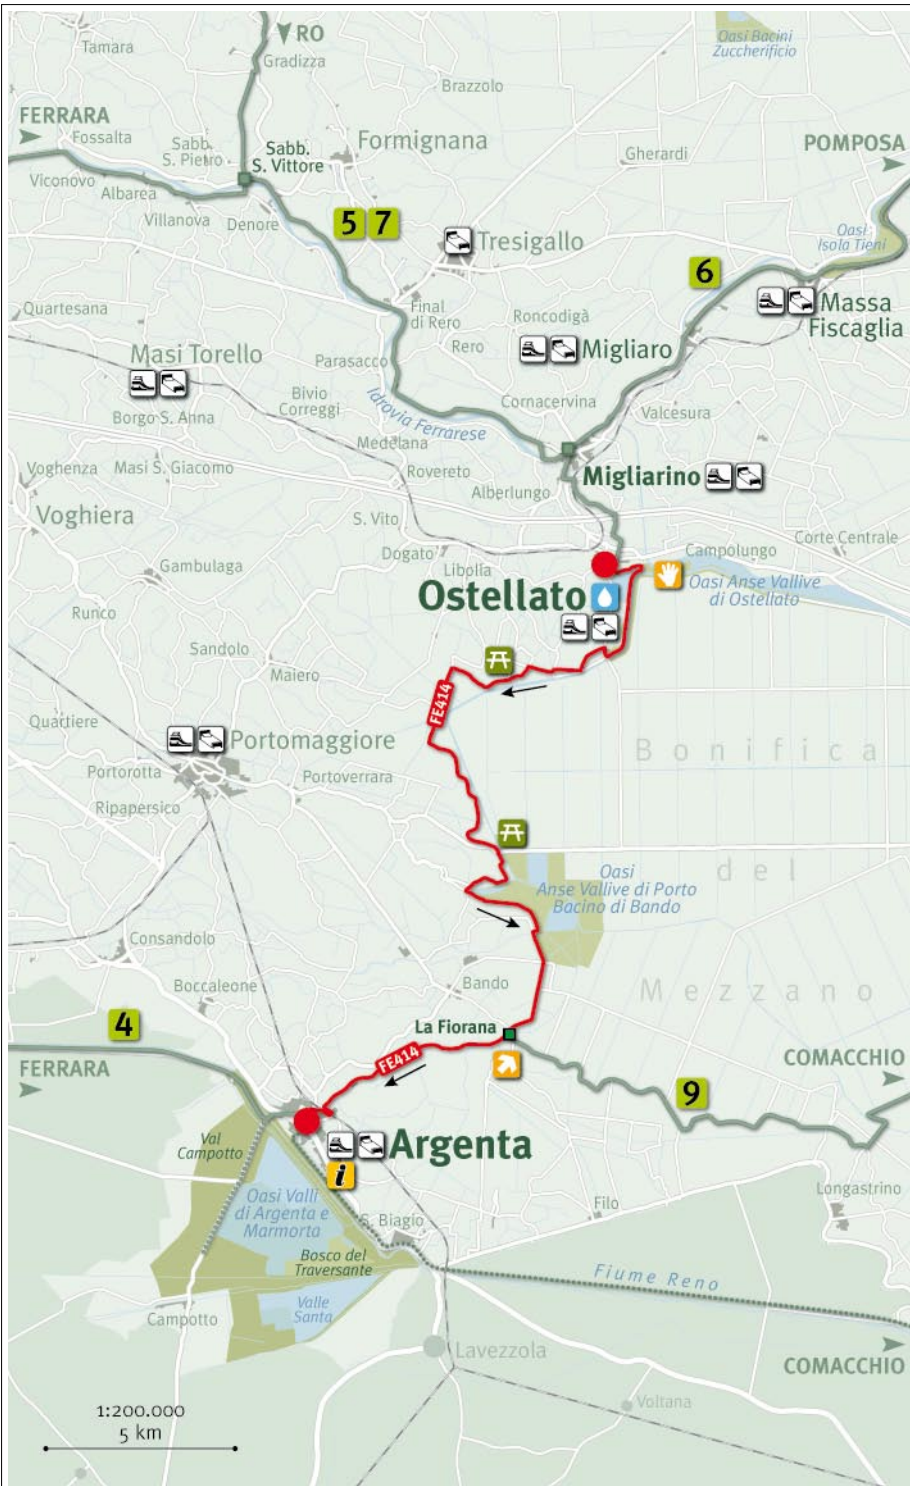 RO
Tamara
Gradizza
Oasi Bacini
Zuccherificio
Brazzolo
FERRARA
Fossalta
Sabb.
S. Pietro
Sabb.
S. Vittore
Formignana
Gherardi
POMPOSA
Viconovo
Albarea
Villanova
Denore
5
7
Tresigallo
Oasi
Isola Tieni
6
Quartesana
Final
di Rero
Roncodigà
Massa
Fiscaglia
Masi Torello
Parasacco
Rero
Migliaro
Borgo S. Anna
Bivio
Correggi
Idrovia Ferrarese
Cornacervina
Valcesura
Medelana
Voghenza
Masi S. Giacomo
Rovereto
Migliarino
Alberlungo
Voghiera
S. Vito
Corte Centrale
Gambulaga
Dogato
Libolla
Campolungo
Ostellato
Oasi Anse Vallive
di Ostellato
Runco
Sandolo
Maiero
FE414
Quartiere
Portomaggiore
Bonifica
Portorotta
Portoverrara
Ripapersico
del
Oasi
Anse Vallive di Porto
Bacino di Bando
Consandolo
Boccaleone
Bando
Mezzano
4
La Fiorana
FERRARA
FE414
COMACCHIO
9
Val
Campotto
Argenta
i
Oasi Valli
di Argenta e
Marmorta
Filo
Longastrino
S. Biagio
Bosco del
Traversante
Fiume Reno
Valle
Santa
Campotto
Lavezzola
COMACCHIO
Voltana
1:200.000
5 km